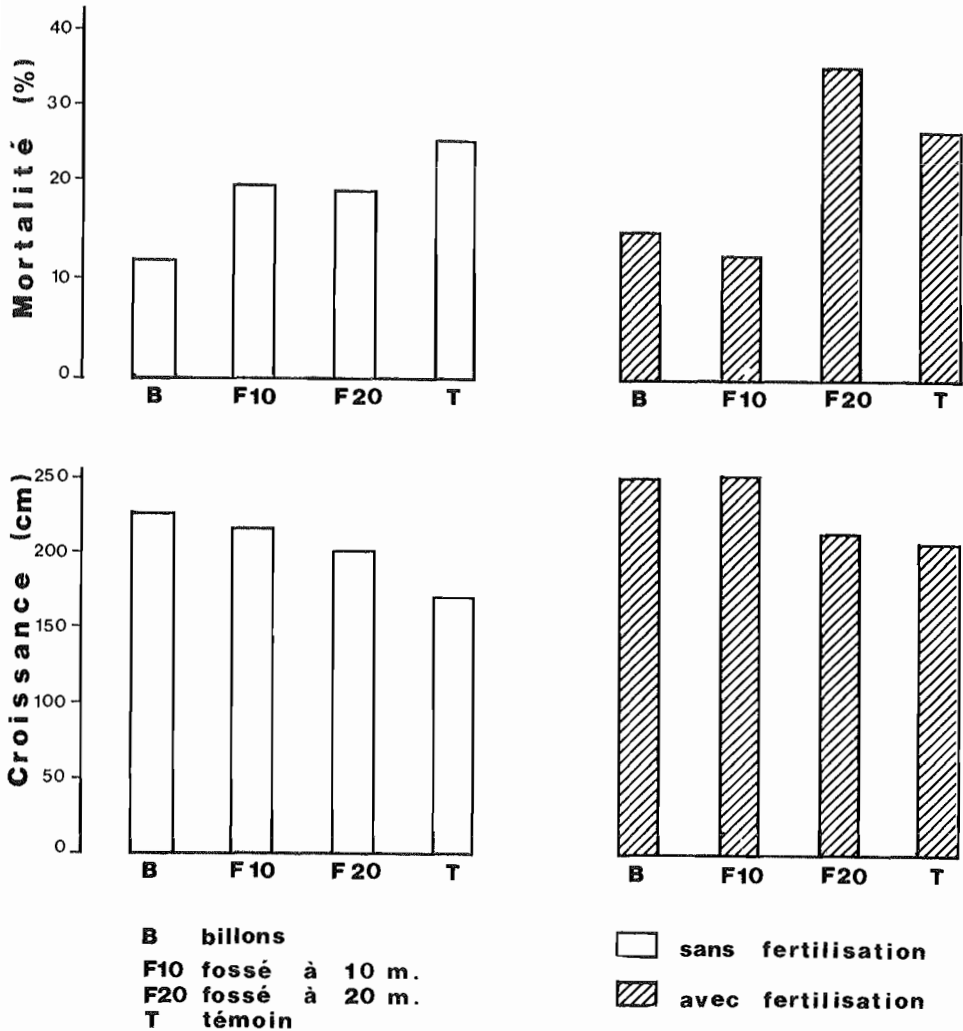 Mortalité (%)
40
30
20
10
0
B F10 F20 T
B F10 F20 T
Croissance (cm)
250
200
150
100
50
0
B F10 F20 T
B F10 F20 T
B billons
F10 fossé à 10 m.
F20 fossé à 20 m.
T témoin
sans fertilisation
avec fertilisation